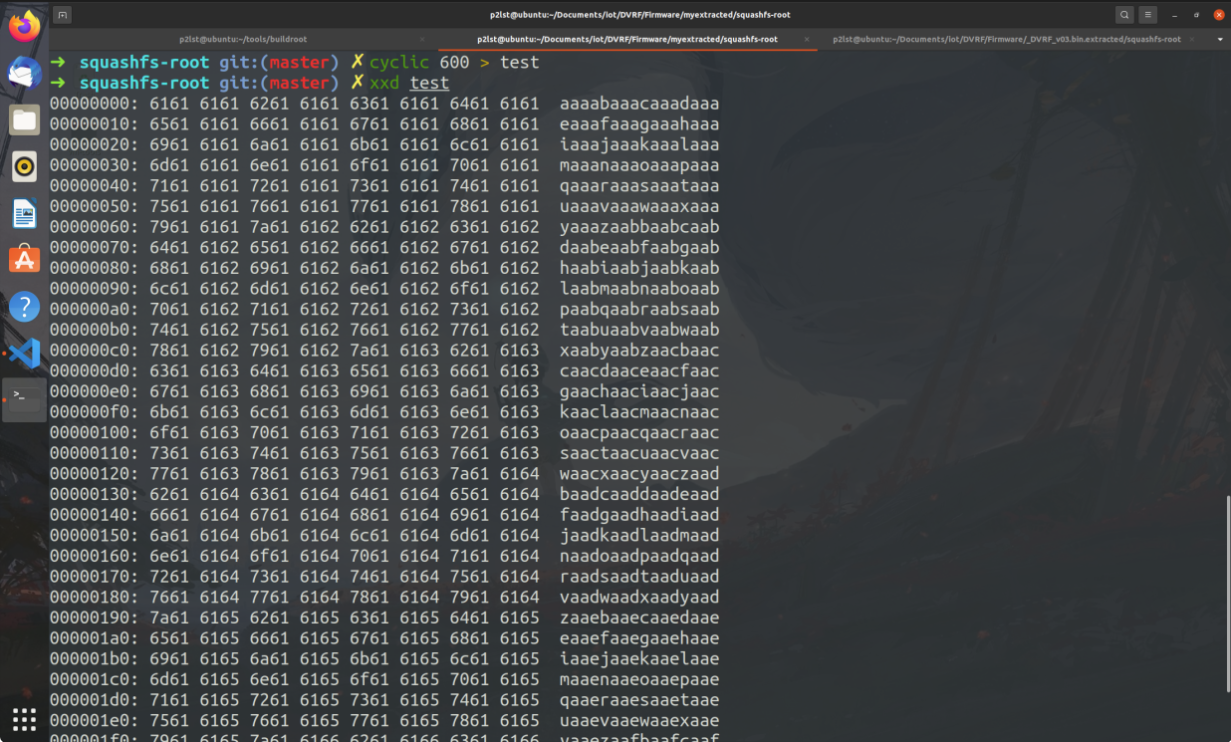 p2lst@ubuntu:~/Documents/iot/DVRF/Firmware/myextracted/squashfs-root
p2lst@ubuntu:~/tools/buildroot
p2lst@ubuntu:~/Documents/iot/DVRF/Firmware/myextracted/squashfs-root
p2lst@ubuntu:~/Documents/iot/DVRF/Firmware/_DVRF_v03.bin.extracted/squashfs-root
→ squashfs-root git:(master) ✗ cyclic 600 > test
→ squashfs-root git:(master) ✗ xxd test
00000000: 6161 6161 6261 6161 6361 6161 6461 6161 aaaabaaacaaadaaa
00000010: 6561 6161 6661 6161 6761 6161 6861 6161 eaaafaaagaaahaaa
00000020: 6961 6161 6a61 6161 6b61 6161 6c61 6161 iaaajaaakaaalaaa
00000030: 6d61 6161 6e61 6161 6f61 6161 7061 6161 maaanaaaoaaapaaa
00000040: 7161 6161 7261 6161 7361 6161 7461 6161 qaaaraaasaaataaa
00000050: 7561 6161 7661 6161 7761 6161 7861 6161 uaaavaaawaaaxaaa
00000060: 7961 6161 7a61 6162 6261 6162 6361 6162 yaaazaabbaabcaab
00000070: 6461 6162 6561 6162 6661 6162 6761 6162 daabeaabfaabgaab
00000080: 6861 6162 6961 6162 6a61 6162 6b61 6162 haabiaabjaabkaab
00000090: 6c61 6162 6d61 6162 6e61 6162 6f61 6162 laabmaabnaaboaab
000000a0: 7061 6162 7161 6162 7261 6162 7361 6162 paabqaabraabsaab
000000b0: 7461 6162 7561 6162 7661 6162 7761 6162 taabuaabvaabwaab
000000c0: 7861 6162 7961 6162 7a61 6163 6261 6163 xaabyaabzaacbaac
000000d0: 6361 6163 6461 6163 6561 6163 6661 6163 caacdaaceaacfaac
000000e0: 6761 6163 6861 6163 6961 6163 6a61 6163 gaachaaciaacjaac
000000f0: 6b61 6163 6c61 6163 6d61 6163 6e61 6163 kaaclaacmaacnaac
00000100: 6f61 6163 7061 6163 7161 6163 7261 6163 oaacpaacqaacraac
00000110: 7361 6163 7461 6163 7561 6163 7661 6163 saactaacuaacvaac
00000120: 7761 6163 7861 6163 7961 6163 7a61 6164 waacxaacyaaczaad
00000130: 6261 6164 6361 6164 6461 6164 6561 6164 baadcaaddaadeaad
00000140: 6661 6164 6761 6164 6861 6164 6961 6164 faadgaadhaadiaad
00000150: 6a61 6164 6b61 6164 6c61 6164 6d61 6164 jaadkaadlaadmaad
00000160: 6e61 6164 6f61 6164 7061 6164 7161 6164 naadoaadpaadqaad
00000170: 7261 6164 7361 6164 7461 6164 7561 6164 raadsaadtaaduaad
00000180: 7661 6164 7761 6164 7861 6164 7961 6164 vaadwaadxaadyaad
00000190: 7a61 6165 6261 6165 6361 6165 6461 6165 zaaebaaecaaedaae
000001a0: 6561 6165 6661 6165 6761 6165 6861 6165 eaaefaaegaaehaae
000001b0: 6961 6165 6a61 6165 6b61 6165 6c61 6165 iaaejaaekaaelaae
000001c0: 6d61 6165 6e61 6165 6f61 6165 7061 6165 maaenaaeoaaepaae
000001d0: 7161 6165 7261 6165 7361 6165 7461 6165 qaaeraaesaaetaae
000001e0: 7561 6165 7661 6165 7761 6165 7861 6165 uaaevaaewaaexaae
000001f0: 7961 6165 7a61 6166 6261 6166 6361 6166 yaaezaafbaafcaaf